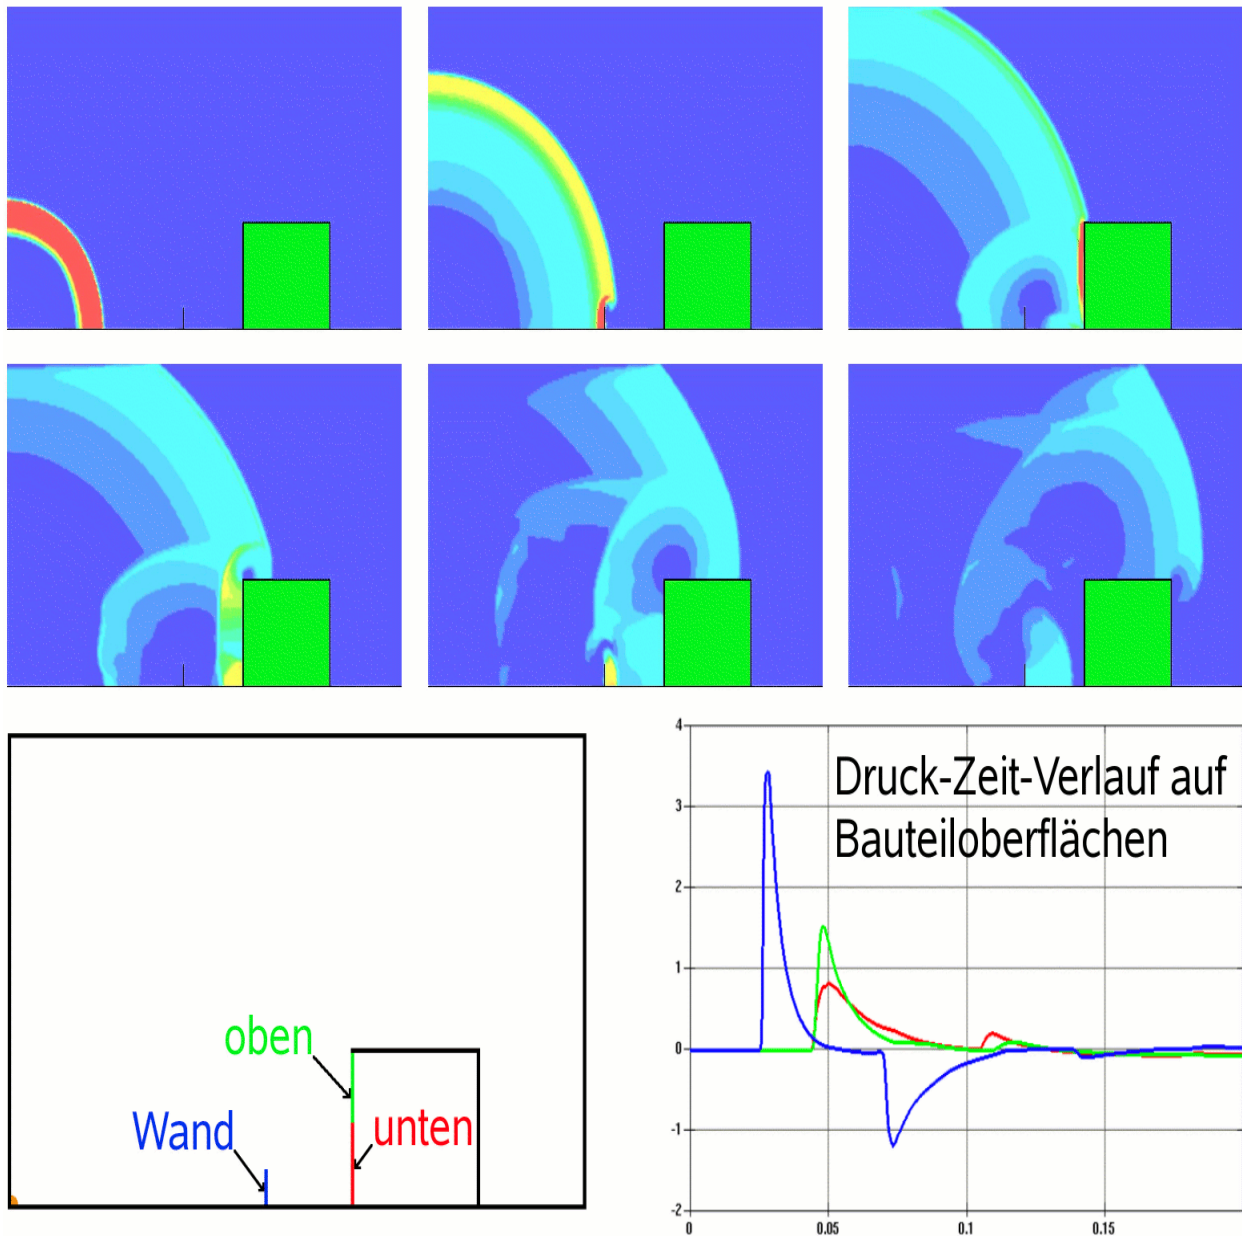 oben
Wand
unten
Druck-Zeit-Verlauf auf
Bauteiloberflächen
4
3
2
1
0
-1
-2
0
0.05
0.1
0.15